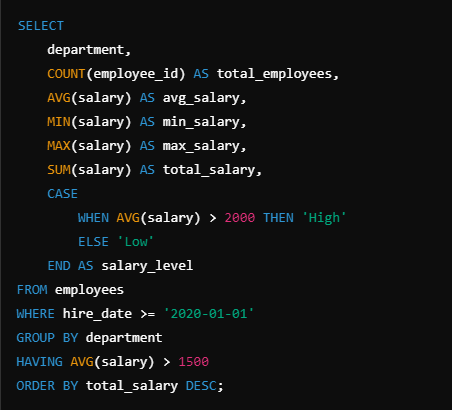 SELECT
    department,
    COUNT(employee_id) AS total_employees,
    AVG(salary) AS avg_salary,
    MIN(salary) AS min_salary,
    MAX(salary) AS max_salary,
    SUM(salary) AS total_salary,
    CASE
        WHEN AVG(salary) > 2000 THEN 'High'
        ELSE 'Low'
    END AS salary_level
FROM employees
WHERE hire_date >= '2020-01-01'
GROUP BY department
HAVING AVG(salary) > 1500
ORDER BY total_salary DESC;